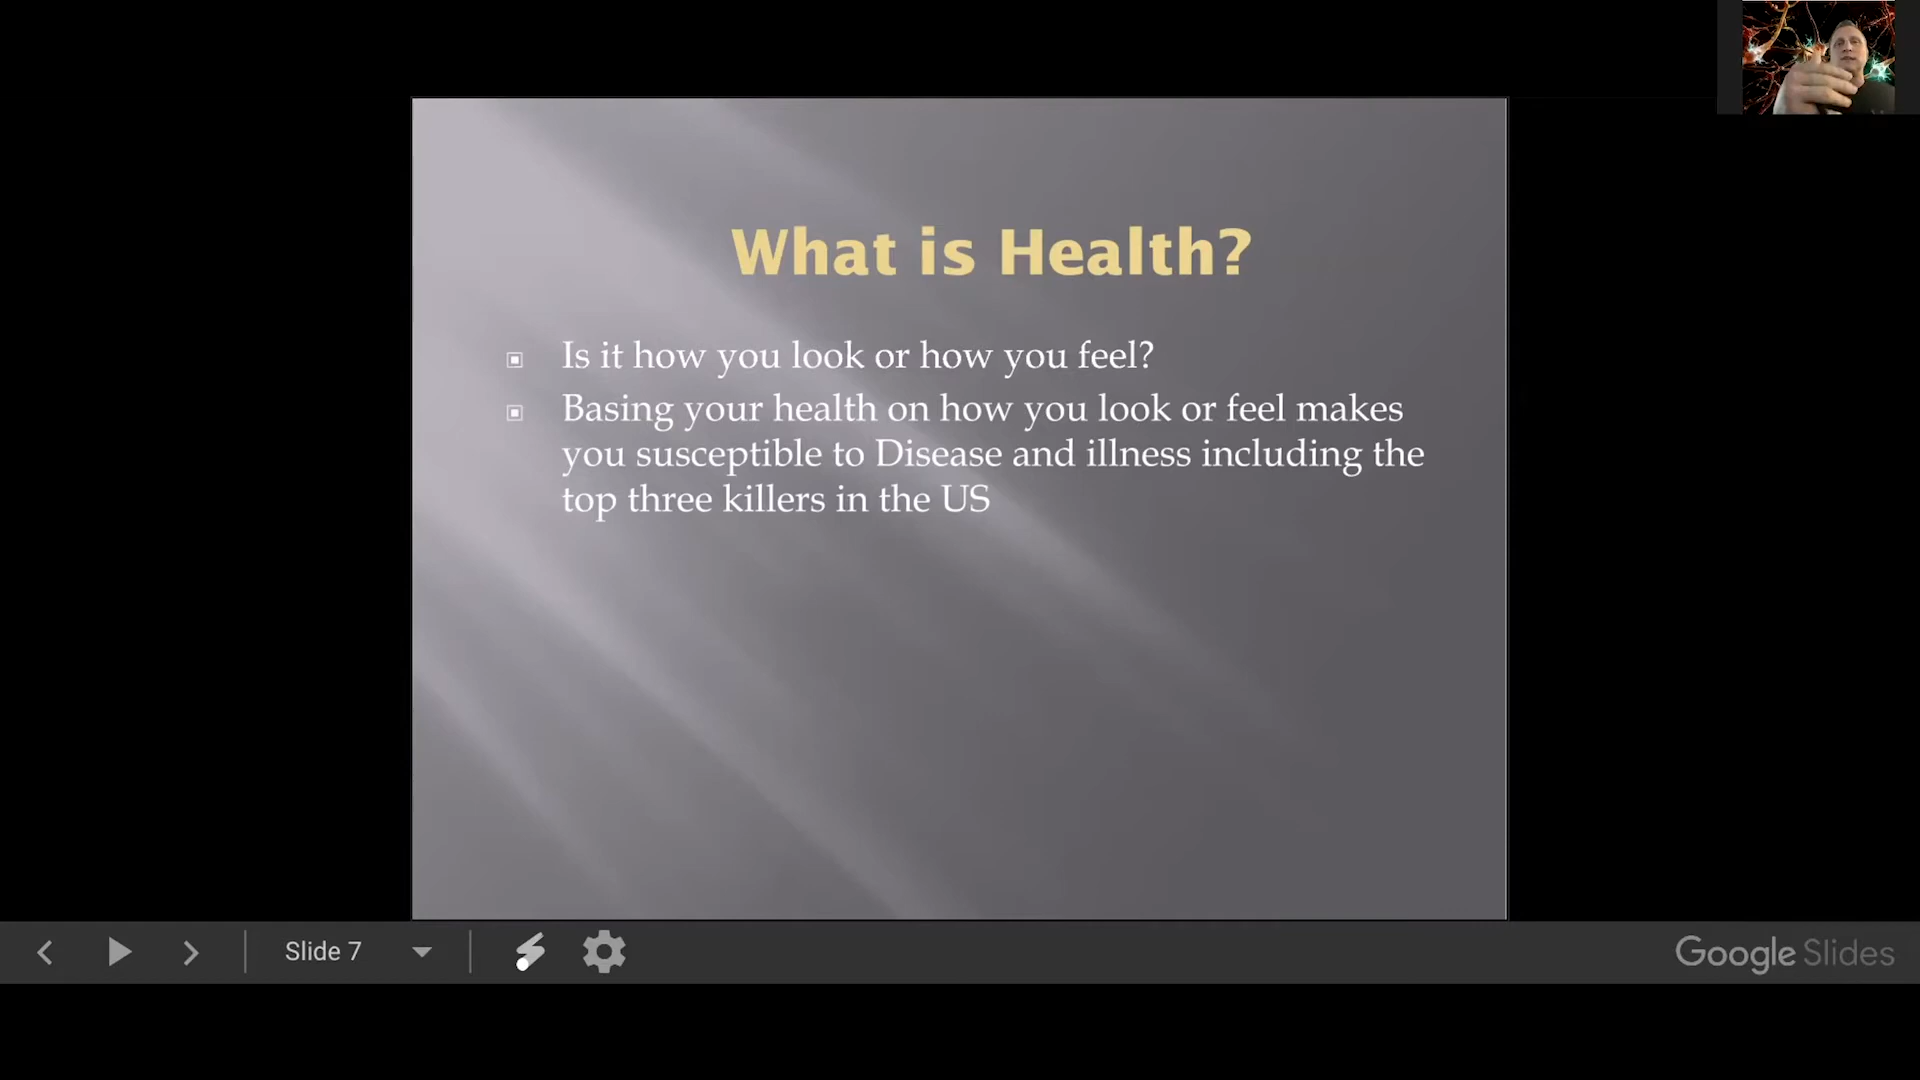 What is Health?
Is it how you look or how you feel?
Basing your health on how you look or feel makes
you susceptible to Disease and illness including the
top three killers in the US
Slide 7
Google Slides